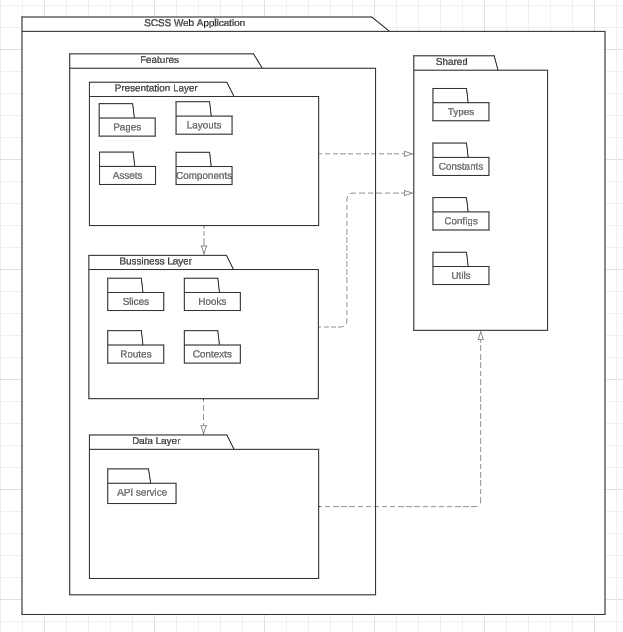 SCSS Web Application
Features
Shared
Presentation Layer
Types
Pages
Layouts
Constants
Assets
Components
Configs
Bussiness Layer
Utils
Slices
Hooks
Routes
Contexts
Data Layer
API service